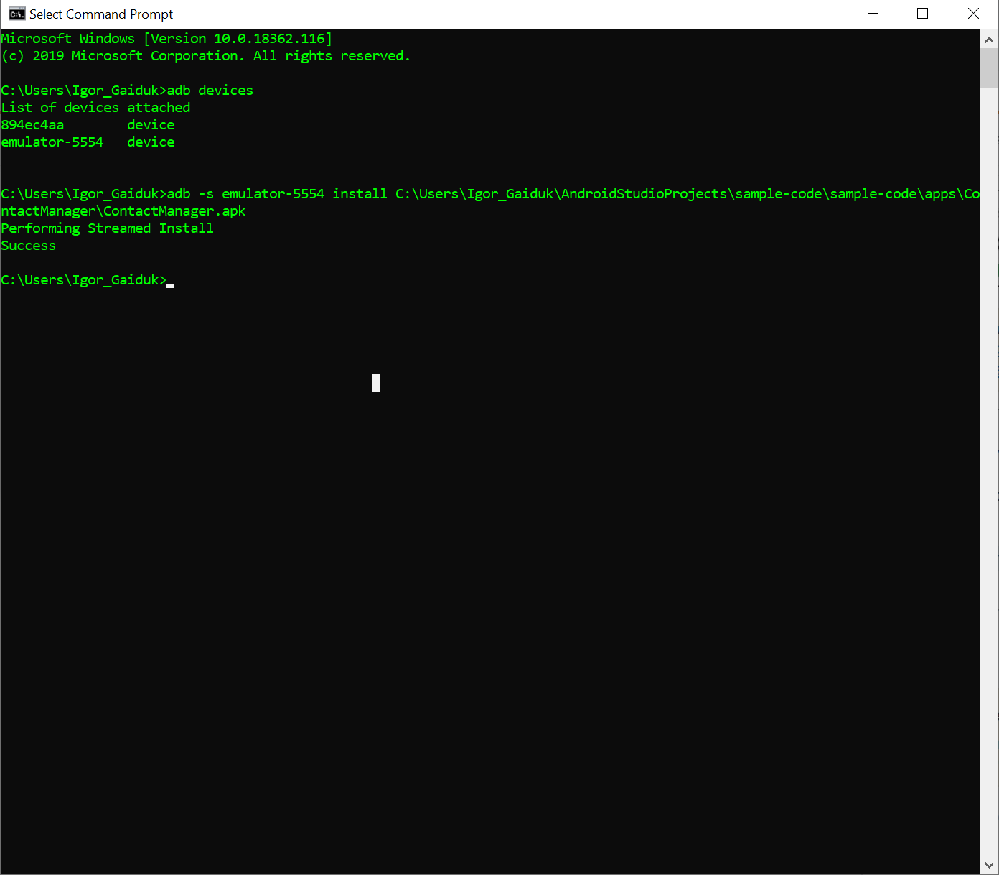 Select Command Prompt
Microsoft Windows [Version 10.0.18362.116]
(c) 2019 Microsoft Corporation. All rights reserved.
C:\Users\Igor_Gaiduk>adb devices
List of devices attached
894ec4aa        device
emulator-5554   device
C:\Users\Igor_Gaiduk>adb -s emulator-5554 install C:\Users\Igor_Gaiduk\AndroidStudioProjects\sample-code\sample-code\apps\Co
ntactManager\ContactManager.apk
Performing Streamed Install
Success
C:\Users\Igor_Gaiduk>